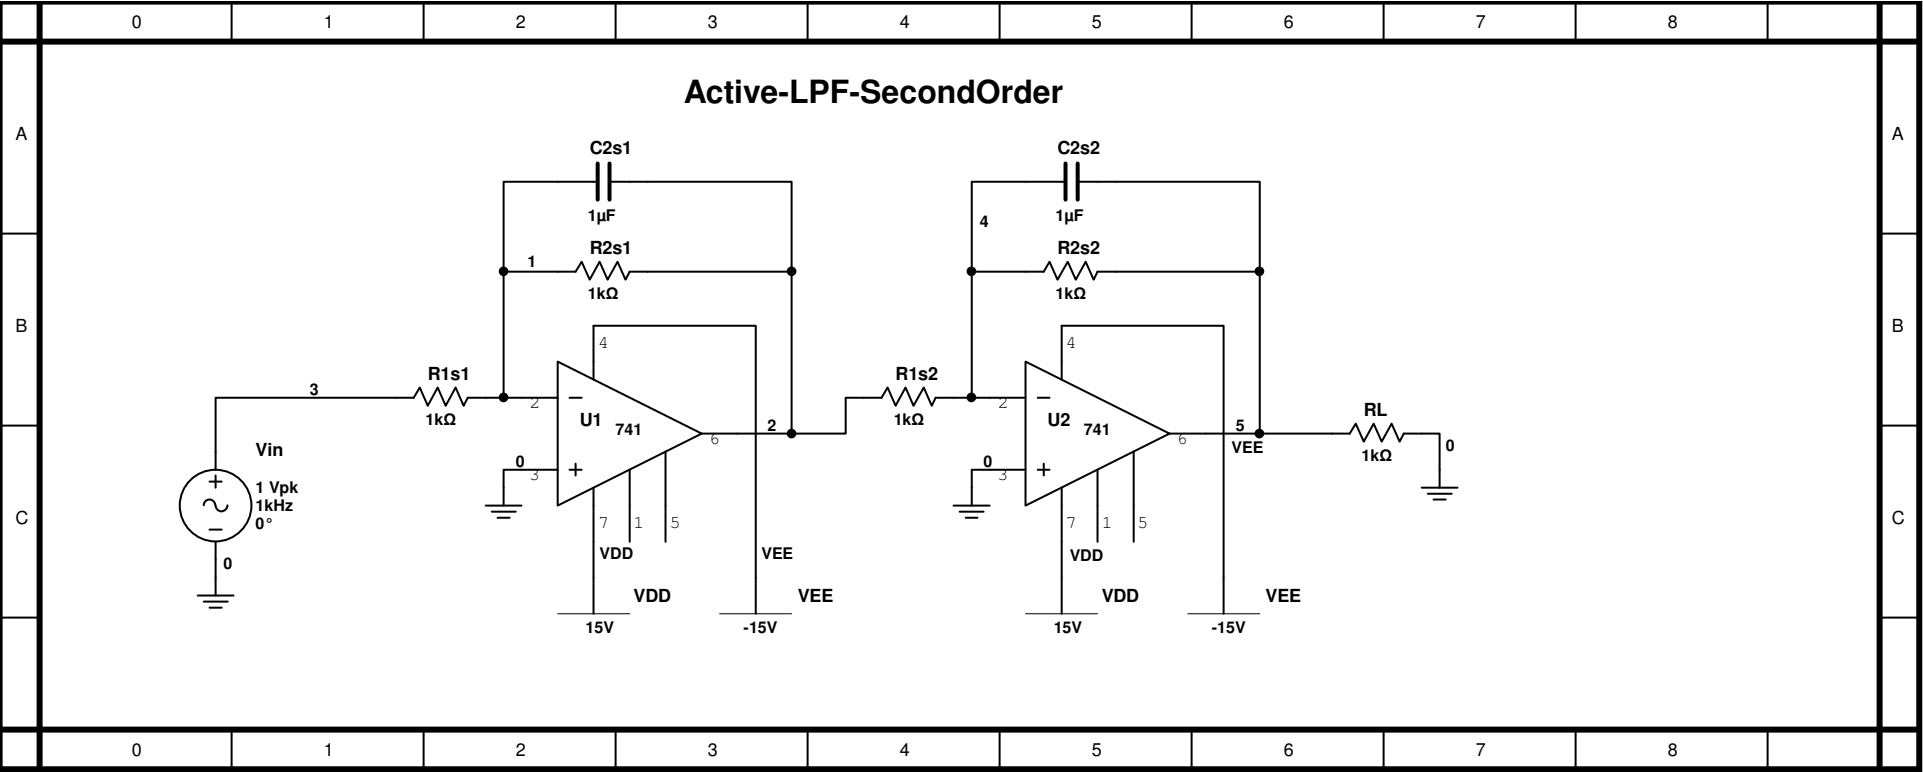 0 1 2 3 4 5 6 7 8
Active-LPF-SecondOrder
A A
C2s1 C2s2
1µF 1µF
4
R2s1 R2s2
1 
1kΩ 1kΩ
B B
4 4
R1s1 R1s2
3
2 2
1kΩ 1kΩ
U1 741 U2 741
RL
6 2 6 5
VEE
1kΩ
0
Vin
0 3 0 3
+ − + − + −
1 Vpk
1kHz
0°
C C
7 1 5 7 1 5
VDD VEE VDD
0
VDD VEE VDD VEE
15V -15V 15V -15V
0 1 2 3 4 5 6 7 8